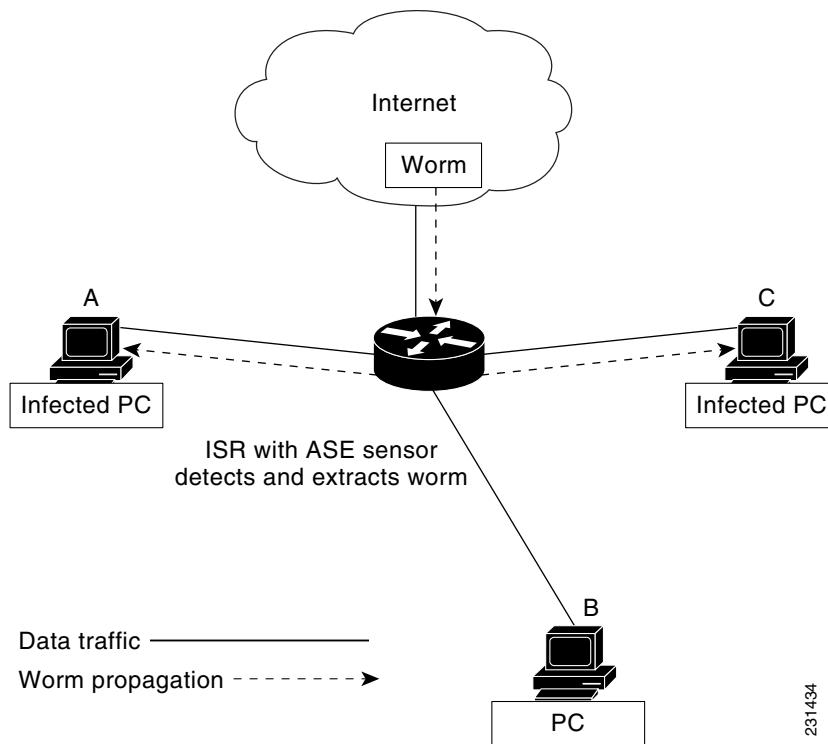 Internet
Worm
A
C
Infected PC
Infected PC
ISR with ASE sensor
detects and extracts worm
B
Data traffic
Worm propagation
PC
231434